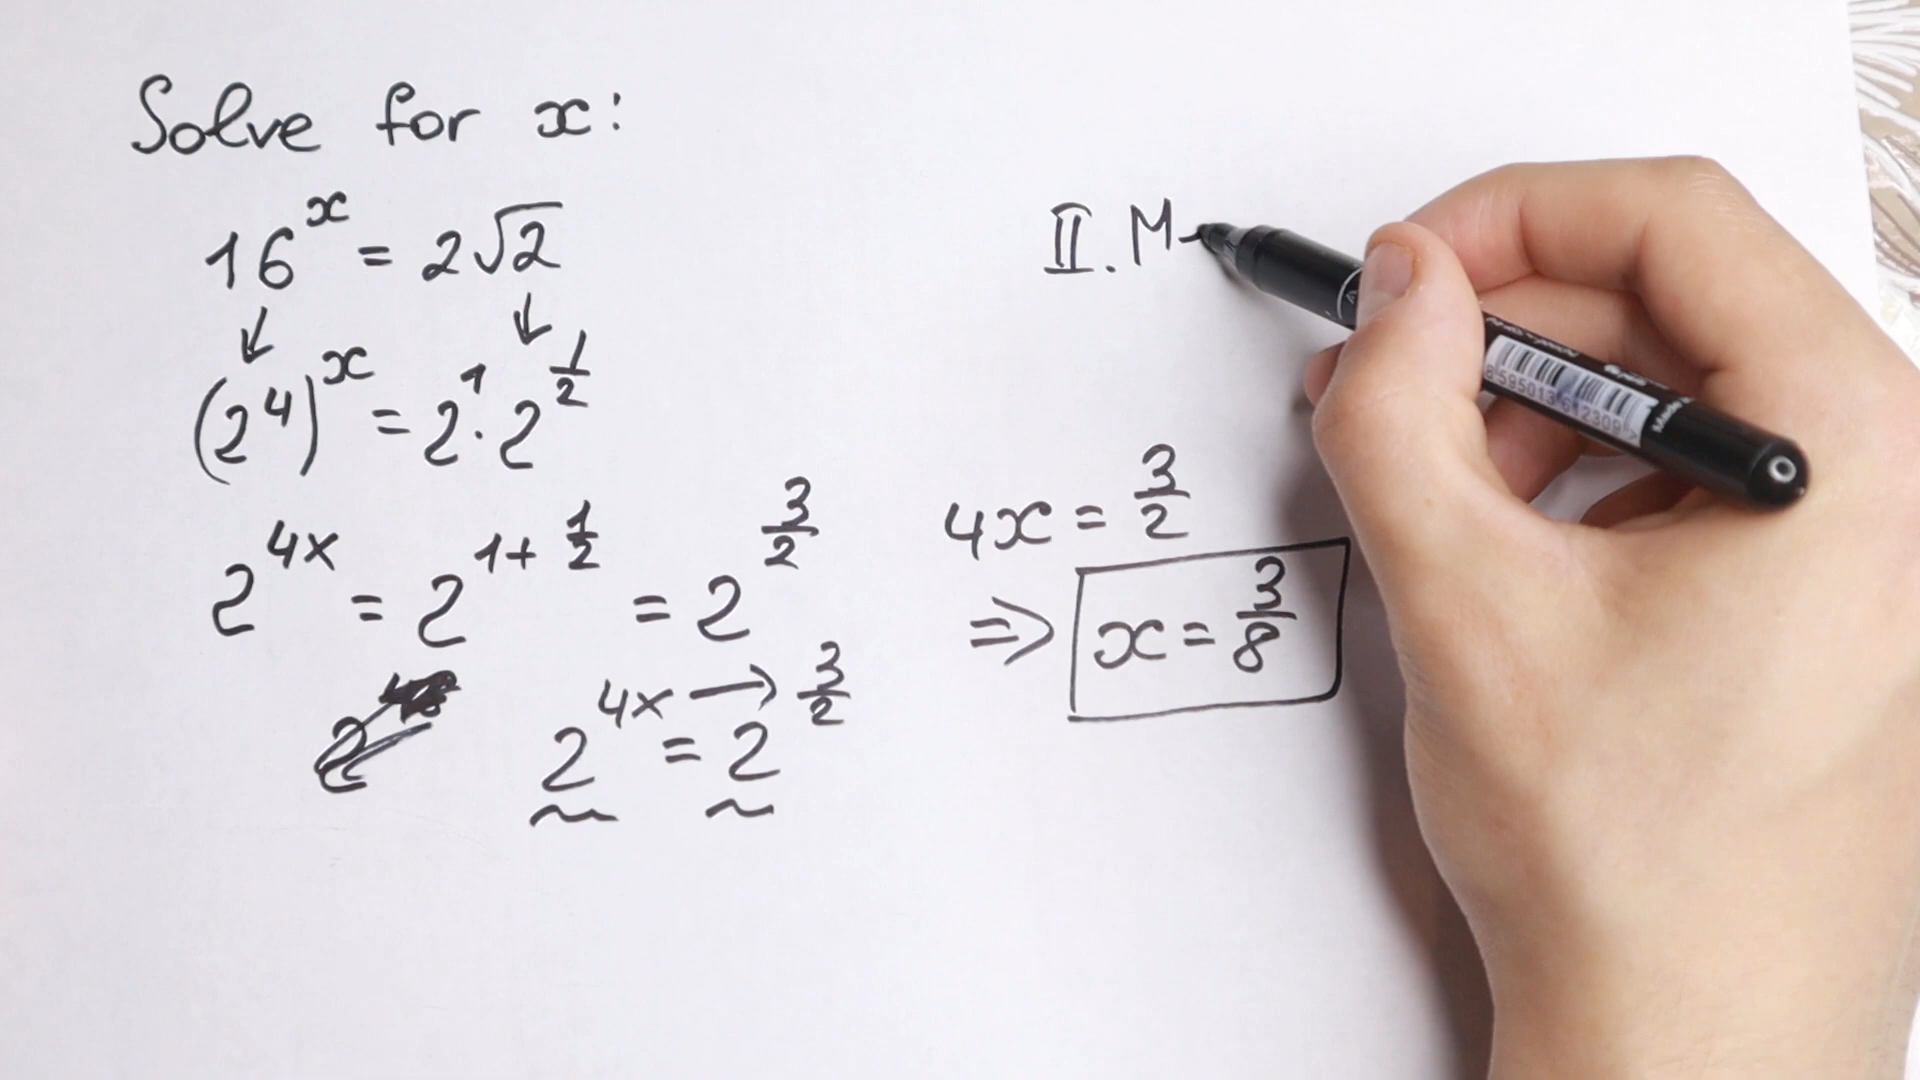 Solve for x:
16^x = 2√2
↓ ↓
(2^4)^x = 2^1 · 2^(1/2)
2^(4x) = 2^(1+1/2) = 2^(3/2)
2^(4x) = 2^(3/2)
4x = 3/2
⇒ x = 3/8
II. M
8595013612309